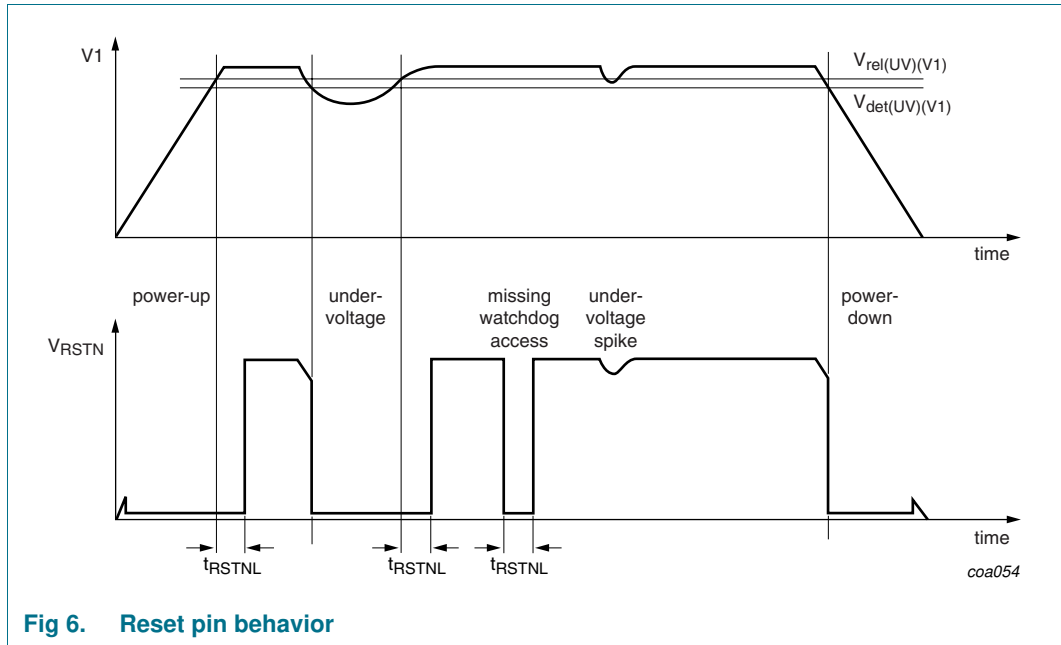 V1
Vrel(UV)(V1)
Vdet(UV)(V1)
time
power-up
under-
voltage
missing
watchdog
access
under-
voltage
spike
power-
down
VRSTN
time
tRSTNL
tRSTNL
tRSTNL
coa054
Fig 6. Reset pin behavior